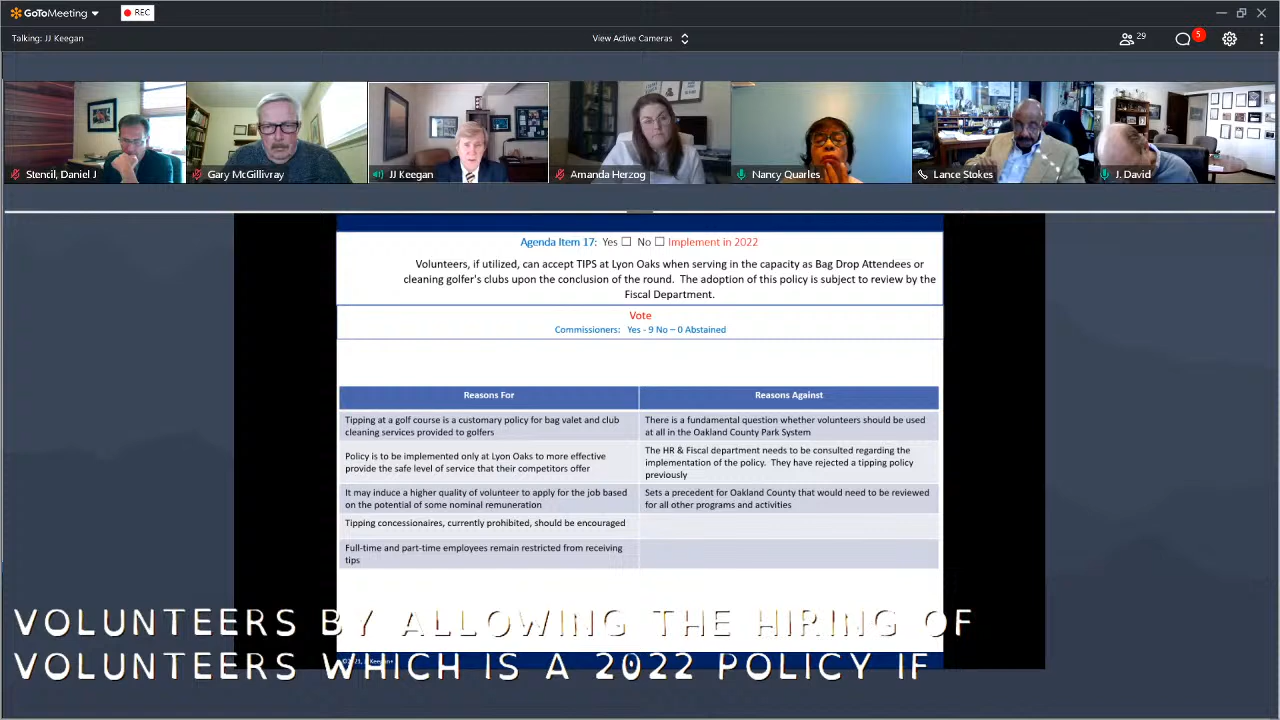 GoToMeeting
REC
Talking: JJ Keegan
View Active Cameras
29
5
Stencil, Daniel J
Gary McGillivray
JJ Keegan
Amanda Herzog
Nancy Quarles
Lance Stokes
J. David
Agenda Item 17: Yes ☐ No ☐ Implement in 2022
Volunteers, if utilized, can accept TIPS at Lyon Oaks when serving in the capacity as Bag Drop Attendees or
cleaning golfer's clubs upon the conclusion of the round. The adoption of this policy is subject to review by the
Fiscal Department.
Vote
Commissioners: Yes - 9 No – 0 Abstained
Reasons For
Reasons Against
Tipping at a golf course is a customary policy for bag valet and club
cleaning services provided to golfers
There is a fundamental question whether volunteers should be used
at all in the Oakland County Park System
Policy is to be implemented only at Lyon Oaks to more effective
provide the safe level of service that their competitors offer
The HR & Fiscal department needs to be consulted regarding the
implementation of the policy. They have rejected a tipping policy
previously
It may induce a higher quality of volunteer to apply for the job based
on the potential of some nominal remuneration
Sets a precedent for Oakland County that would need to be reviewed
for all other programs and activities
Tipping concessionaires, currently prohibited, should be encouraged
Full-time and part-time employees remain restricted from receiving
tips
VOLUNTEERS BY ALLOWING THE HIRING OF
VOLUNTEERS WHICH IS A 2022 POLICY IF